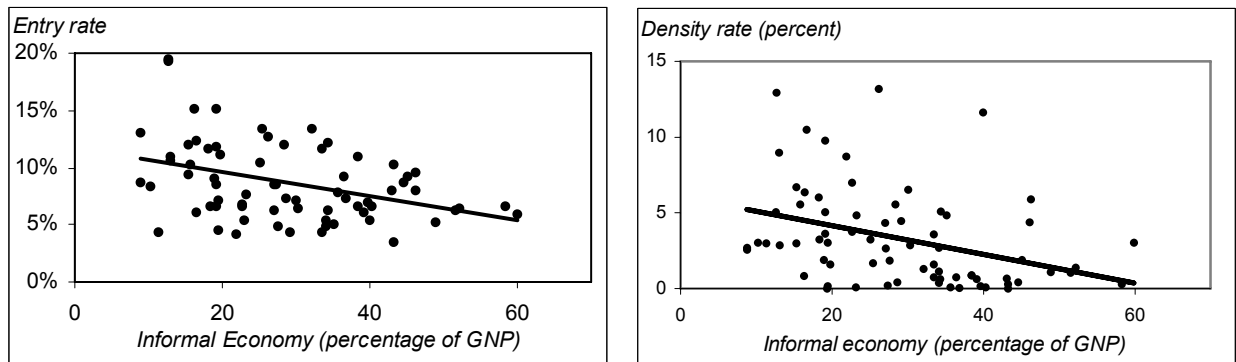 Entry rate
20%
15%
10%
5%
0%
0 20 40 60
Informal Economy (percentage of GNP)
Density rate (percent)
15
10
5
0
0 20 40 60
Informal economy (percentage of GNP)